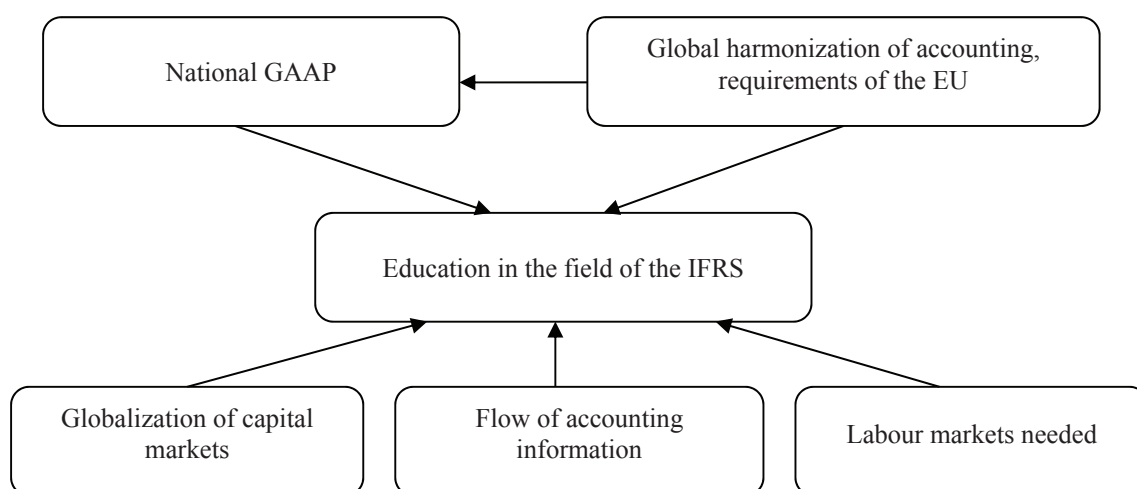 National GAAP
Global harmonization of accounting,
requirements of the EU
Education in the field of the IFRS
Globalization of capital
markets
Flow of accounting
information
Labour markets needed